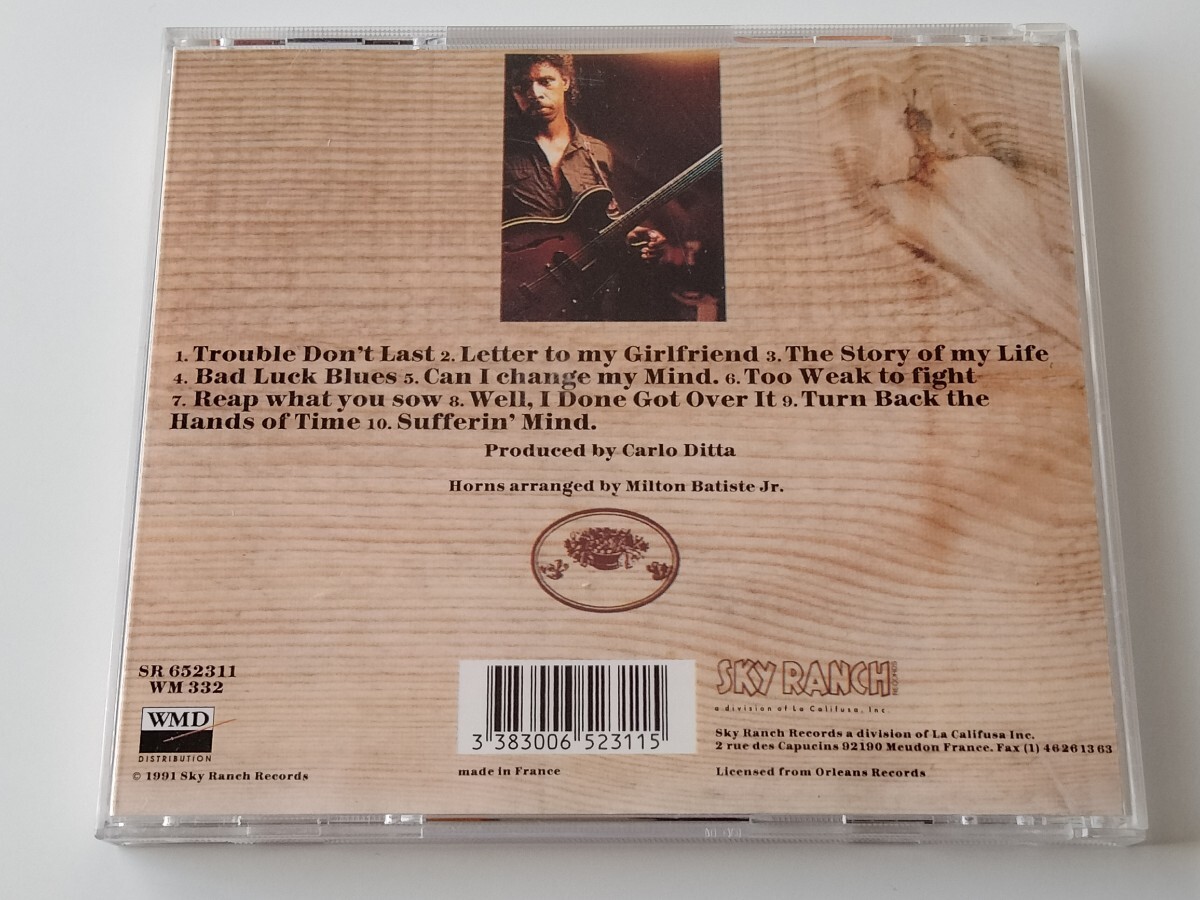 1. Trouble Don't Last 2. Letter to my Girlfriend 3. The Story of my Life
4. Bad Luck Blues 5. Can I change my Mind. 6. Too Weak to fight
7. Reap what you sow 8. Well, I Done Got Over It 9. Turn Back the
Hands of Time 10. Sufferin' Mind.
Produced by Carlo Ditta
Horns arranged by Milton Batiste Jr.
SR 652311
WM 332
WMD
DISTRIBUTION
© 1991 Sky Ranch Records
3 383006 523115
made in France
SKY RANCH RECORDS
a division of La Califusa, Inc.
Sky Ranch Records a division of La Califusa Inc.
2 rue des Capucins 92190 Meudon France. Fax (1) 46 26 13 63
Licensed from Orleans Records